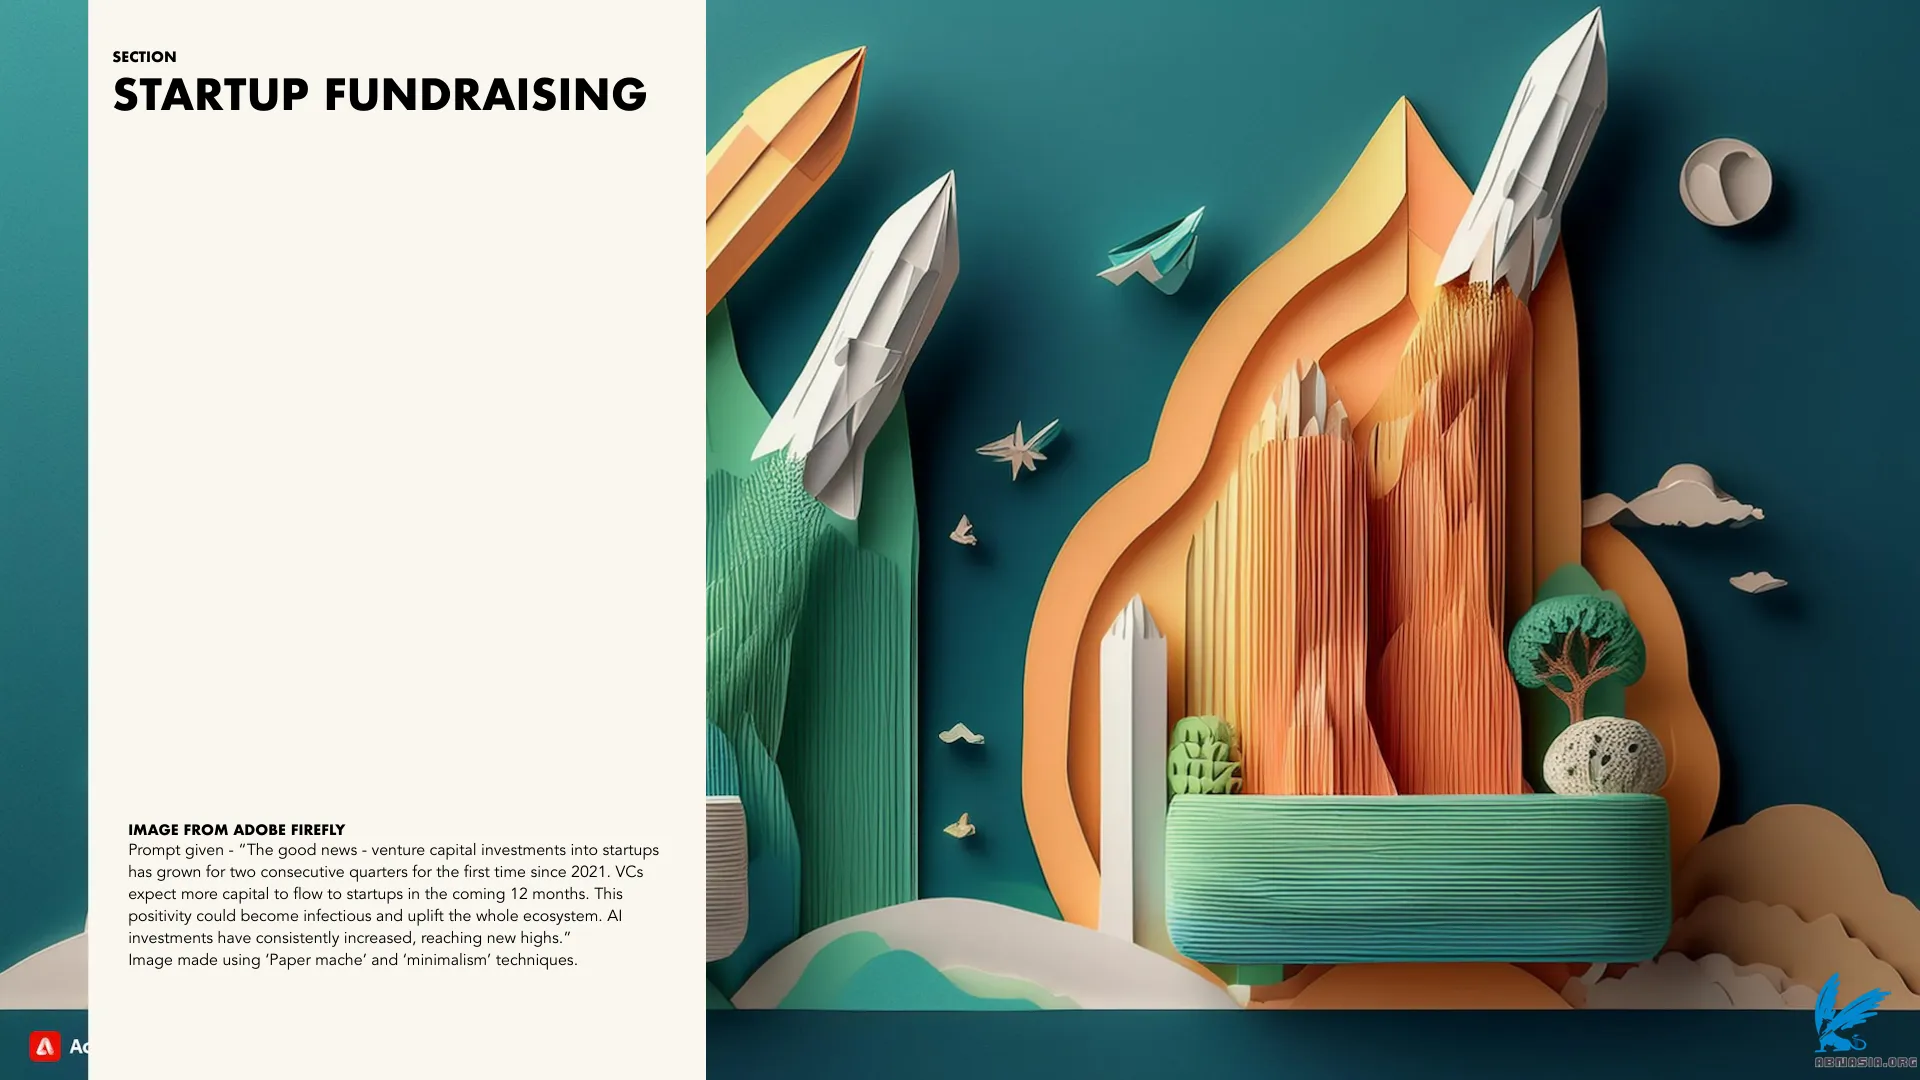 SECTION
STARTUP FUNDRAISING
IMAGE FROM ADOBE FIREFLY
Prompt given - “The good news - venture capital investments into startups
has grown for two consecutive quarters for the first time since 2021. VCs
expect more capital to flow to startups in the coming 12 months. This
positivity could become infectious and uplift the whole ecosystem. AI
investments have consistently increased, reaching new highs.”
Image made using ‘Paper mache’ and ‘minimalism’ techniques.
ABNASIA.ORG